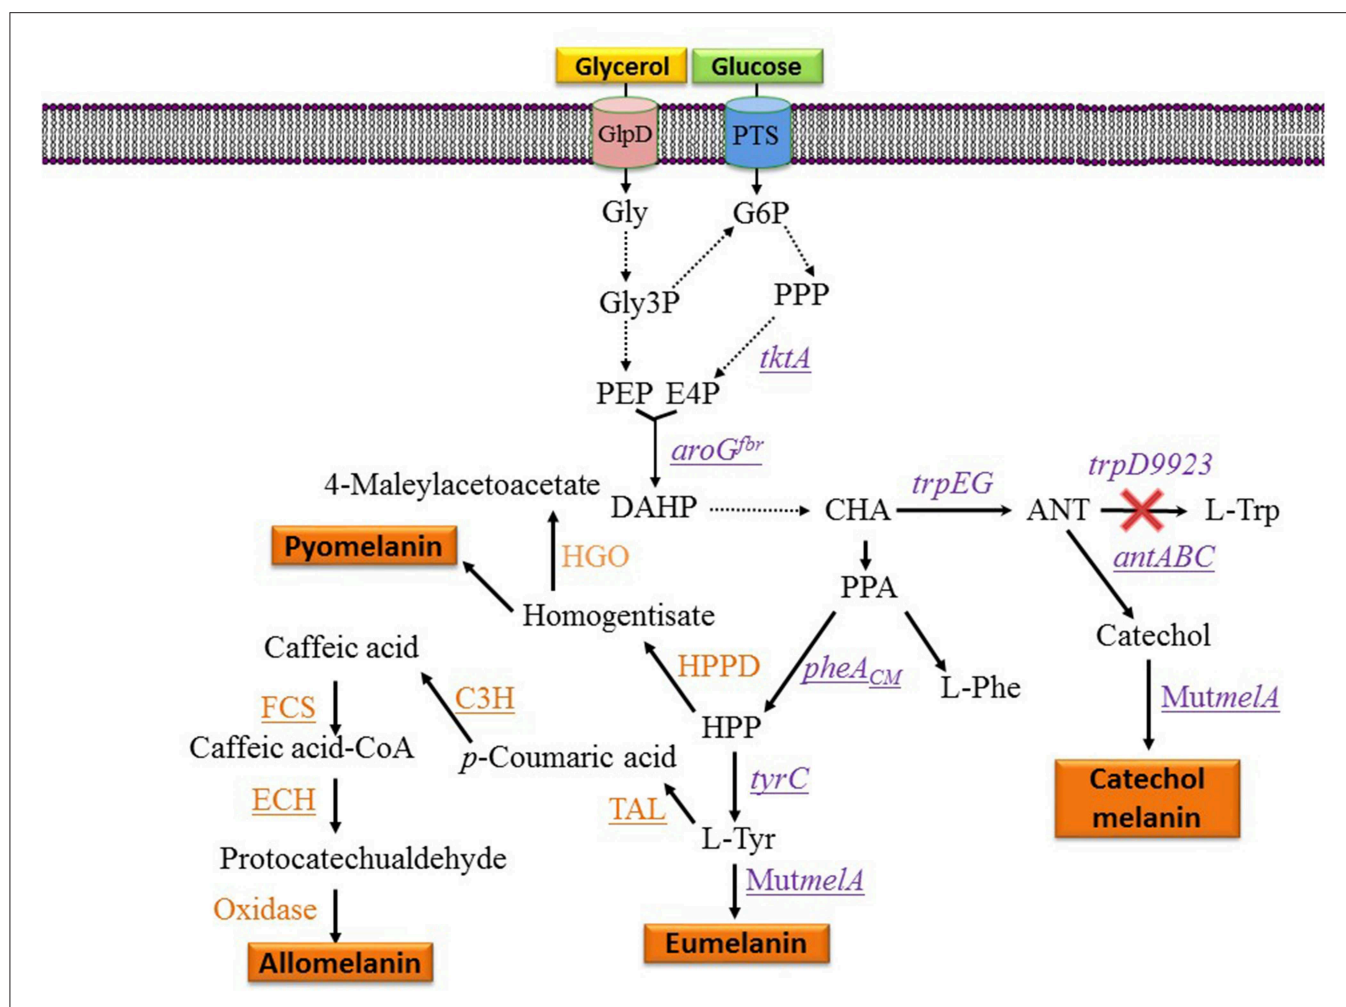 Glycerol
Glucose
GlpD
PTS
Gly
G6P
Gly3P
PPP
tktA
PEP E4P
aroGfbr
4-Maleylacetoacetate
DAHP
CHA
trpEG
ANT
trpD9923
L-Trp
Pyomelanin
HGO
antABC
PPA
Homogentisate
Catechol
Caffeic acid
HPPD
pheACM
L-Phe
FCS
C3H
HPP
MutmelA
Caffeic acid-CoA
p-Coumaric acid
tyrC
Catechol
melanin
ECH
TAL
L-Tyr
Protocatechualdehyde
MutmelA
Oxidase
Eumelanin
Allomelanin